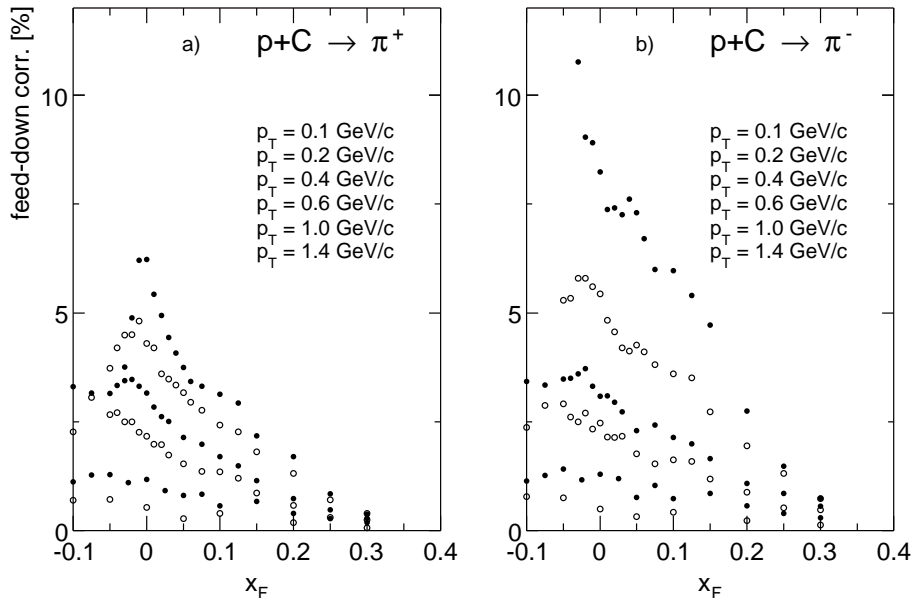 feed-down corr. [%]
a)
p+C → π⁺
p_T = 0.1 GeV/c
p_T = 0.2 GeV/c
p_T = 0.4 GeV/c
p_T = 0.6 GeV/c
p_T = 1.0 GeV/c
p_T = 1.4 GeV/c
10
5
0
-0.1
0
0.1
0.2
0.3
0.4
x_F
b)
p+C → π⁻
p_T = 0.1 GeV/c
p_T = 0.2 GeV/c
p_T = 0.4 GeV/c
p_T = 0.6 GeV/c
p_T = 1.0 GeV/c
p_T = 1.4 GeV/c
10
5
0
-0.1
0
0.1
0.2
0.3
0.4
x_F